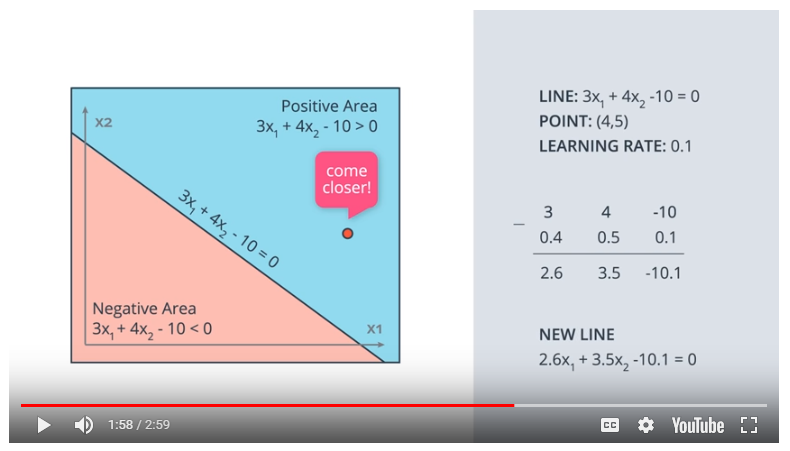 X2
Positive Area
3x₁ + 4x₂ - 10 > 0
come
closer!
3x₁ + 4x₂ - 10 = 0
Negative Area
3x₁ + 4x₂ - 10 < 0
X1
LINE: 3x₁ + 4x₂ -10 = 0
POINT: (4,5)
LEARNING RATE: 0.1
3 4 -10
– 0.4 0.5 0.1
2.6 3.5 -10.1
NEW LINE
2.6x₁ + 3.5x₂ -10.1 = 0
1:58 / 2:59 CC YouTube